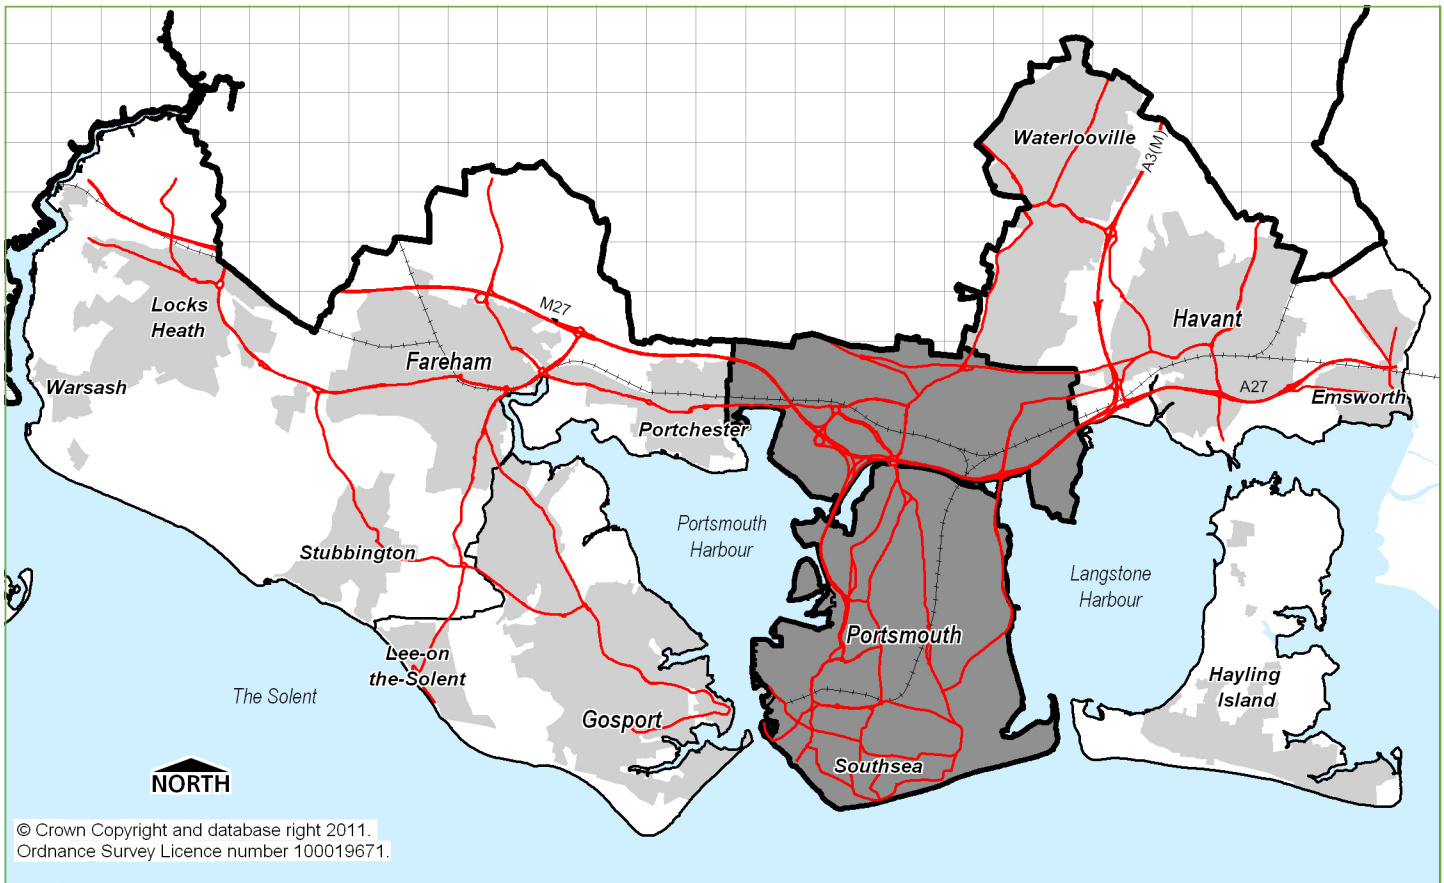 Waterlooville
A3(M)
Locks
Heath
M27
Havant
Fareham
Warsash
A27
Emsworth
Portchester
Portsmouth
Harbour
Stubbington
Langstone
Harbour
Portsmouth
Lee-on
the-Solent
The Solent
Hayling
Island
Gosport
Southsea
NORTH
© Crown Copyright and database right 2011.
Ordnance Survey Licence number 100019671.